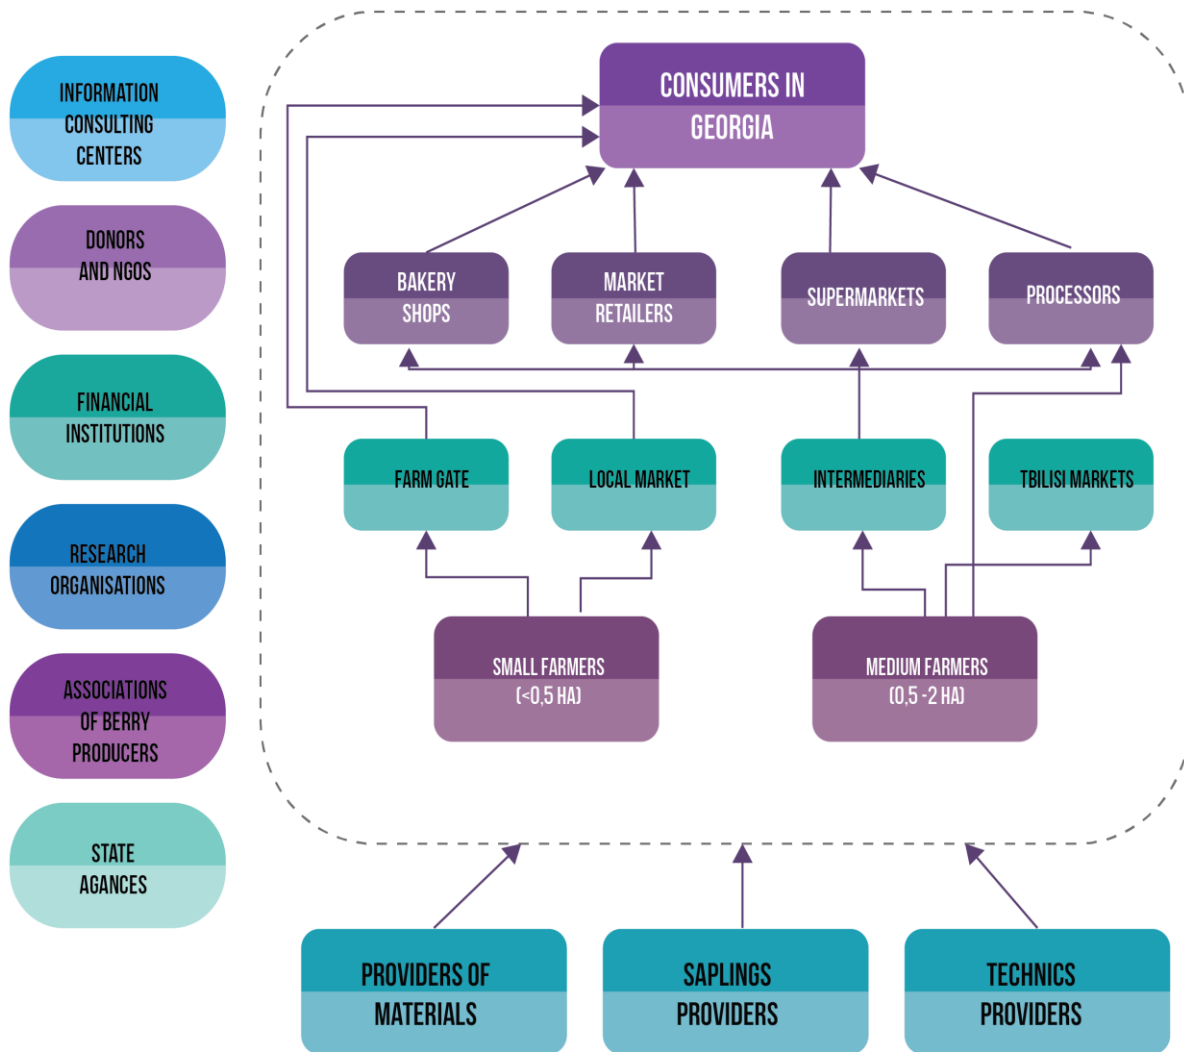 INFORMATION
CONSULTING
CENTERS
DONORS
AND NGOS
FINANCIAL
INSTITUTIONS
RESEARCH
ORGANISATIONS
ASSOCIATIONS
OF BERRY
PRODUCERS
STATE
AGANCES
CONSUMERS IN
GEORGIA
BAKERY
SHOPS
MARKET
RETAILERS
SUPERMARKETS
PROCESSORS
FARM GATE
LOCAL MARKET
INTERMEDIARIES
TBILISI MARKETS
SMALL FARMERS
(<0,5 HA)
MEDIUM FARMERS
(0,5 -2 HA)
PROVIDERS OF
MATERIALS
SAPLINGS
PROVIDERS
TECHNICS
PROVIDERS